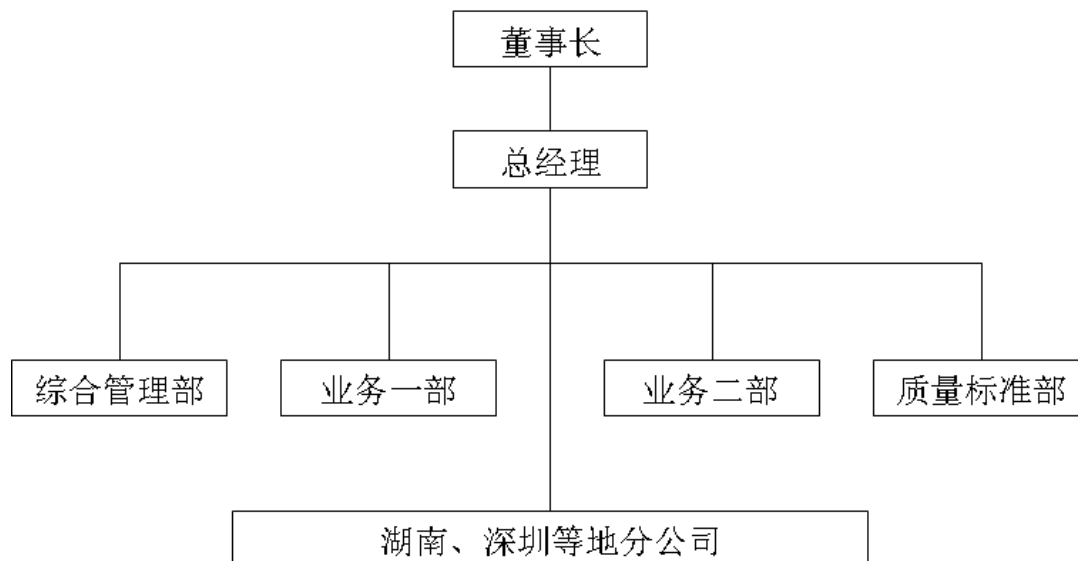 董事长
总经理
综合管理部
业务一部
业务二部
质量标准部
湖南、深圳等地分公司